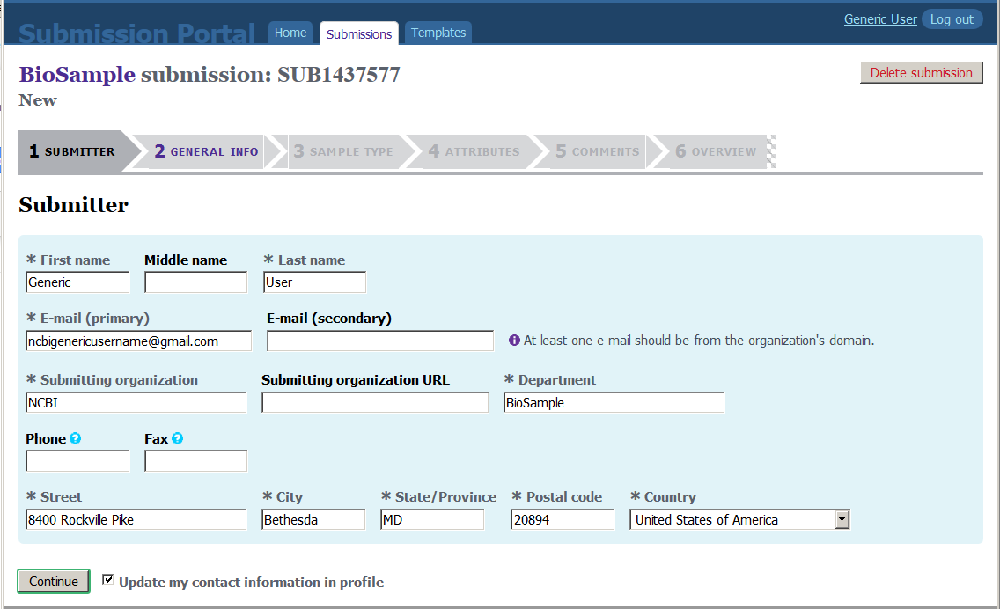 Submission Portal Home Submissions Templates Generic User Log out
BioSample submission: SUB1437577 Delete submission
New
1 SUBMITTER 2 GENERAL INFO 3 SAMPLE TYPE 4 ATTRIBUTES 5 COMMENTS 6 OVERVIEW
Submitter
* First name Middle name * Last name
Generic User
* E-mail (primary) E-mail (secondary)
ncbigenericusername@gmail.com i At least one e-mail should be from the organization's domain.
* Submitting organization Submitting organization URL * Department
NCBI BioSample
Phone ? Fax ?
* Street * City * State/Province * Postal code * Country
8400 Rockville Pike Bethesda MD 20894 United States of America
Continue Update my contact information in profile